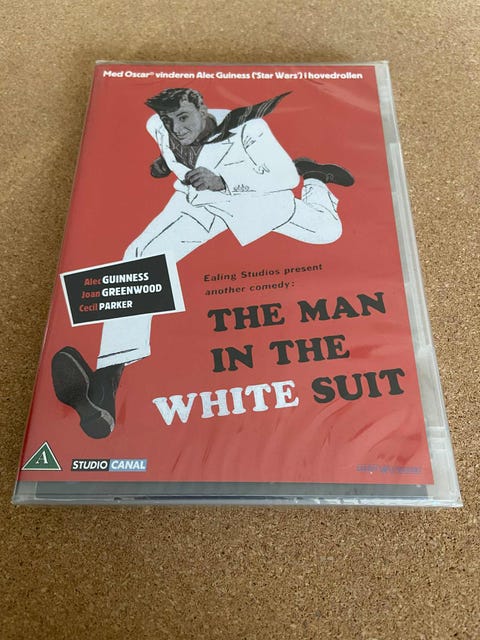 Med Oscar® vinderen Alec Guiness ('Star Wars') i hovedrollen
Alec GUINNESS
Joan GREENWOOD
Cecil PARKER
Ealing Studios present
another comedy:
THE MAN
IN THE
WHITE SUIT
A
STUDIO CANAL